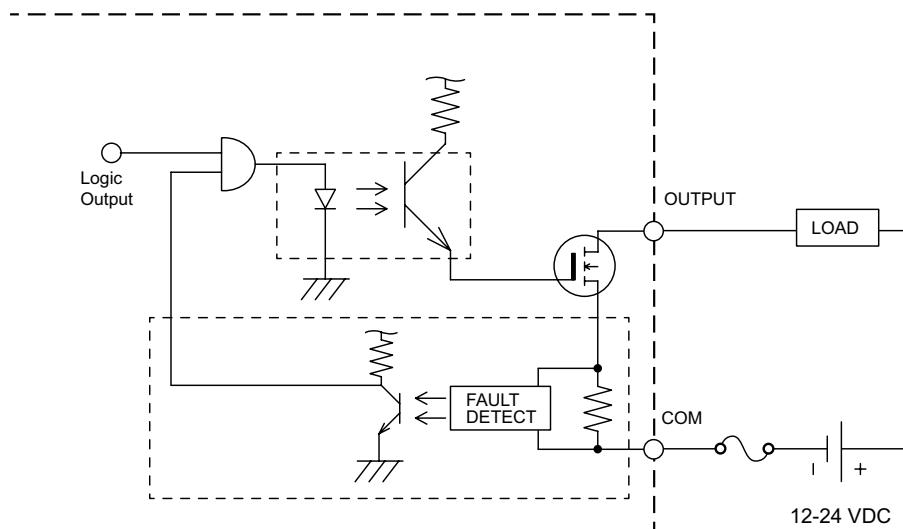 Logic
Output
OUTPUT
LOAD
FAULT
DETECT
COM
12-24 VDC